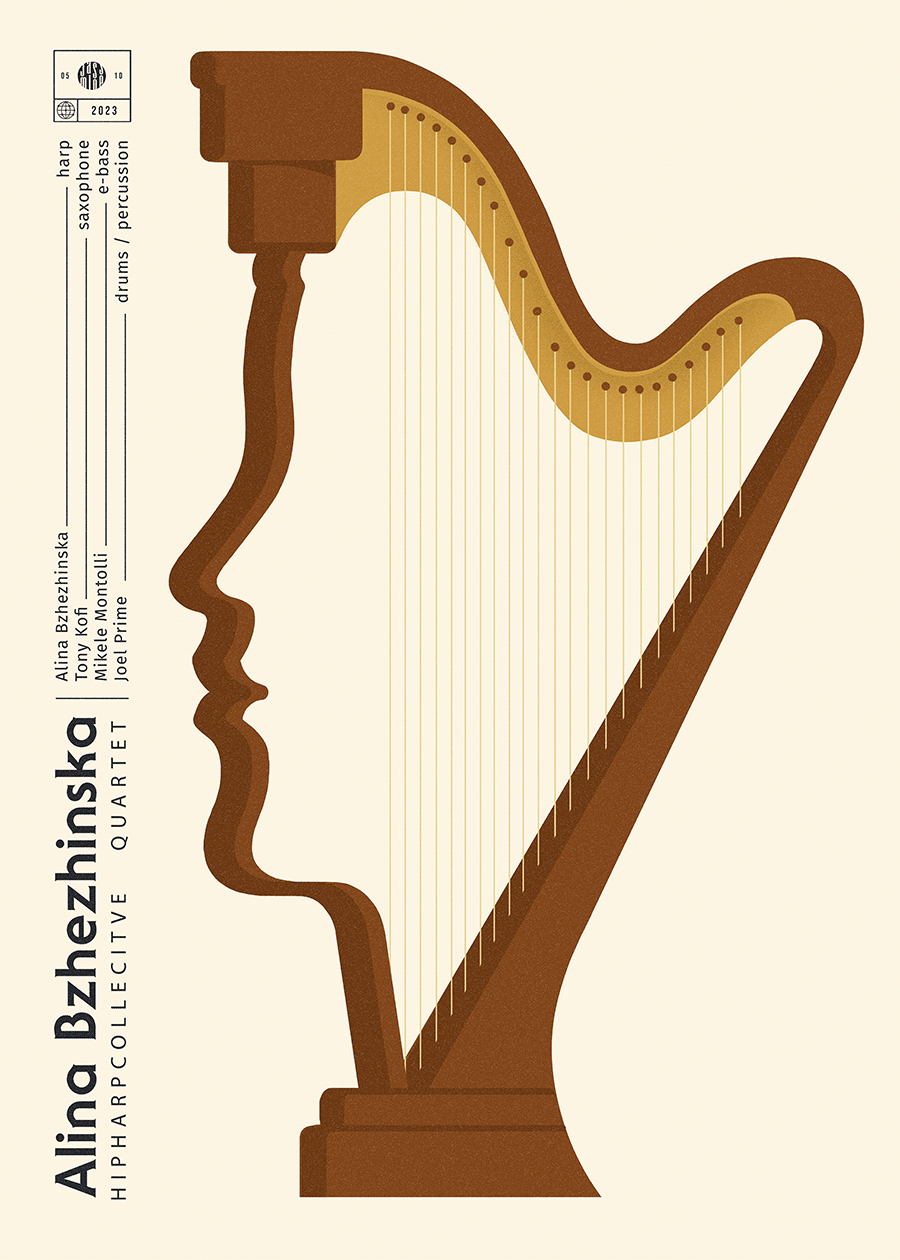 Alina Bzhezhinska
HIPHARPCOLLECITVE QUARTET
Alina Bzhezhinska harp
Tony Kofi saxophone
Mikele Montolli e-bass
Joel Prime drums / percussion
05 10
2023